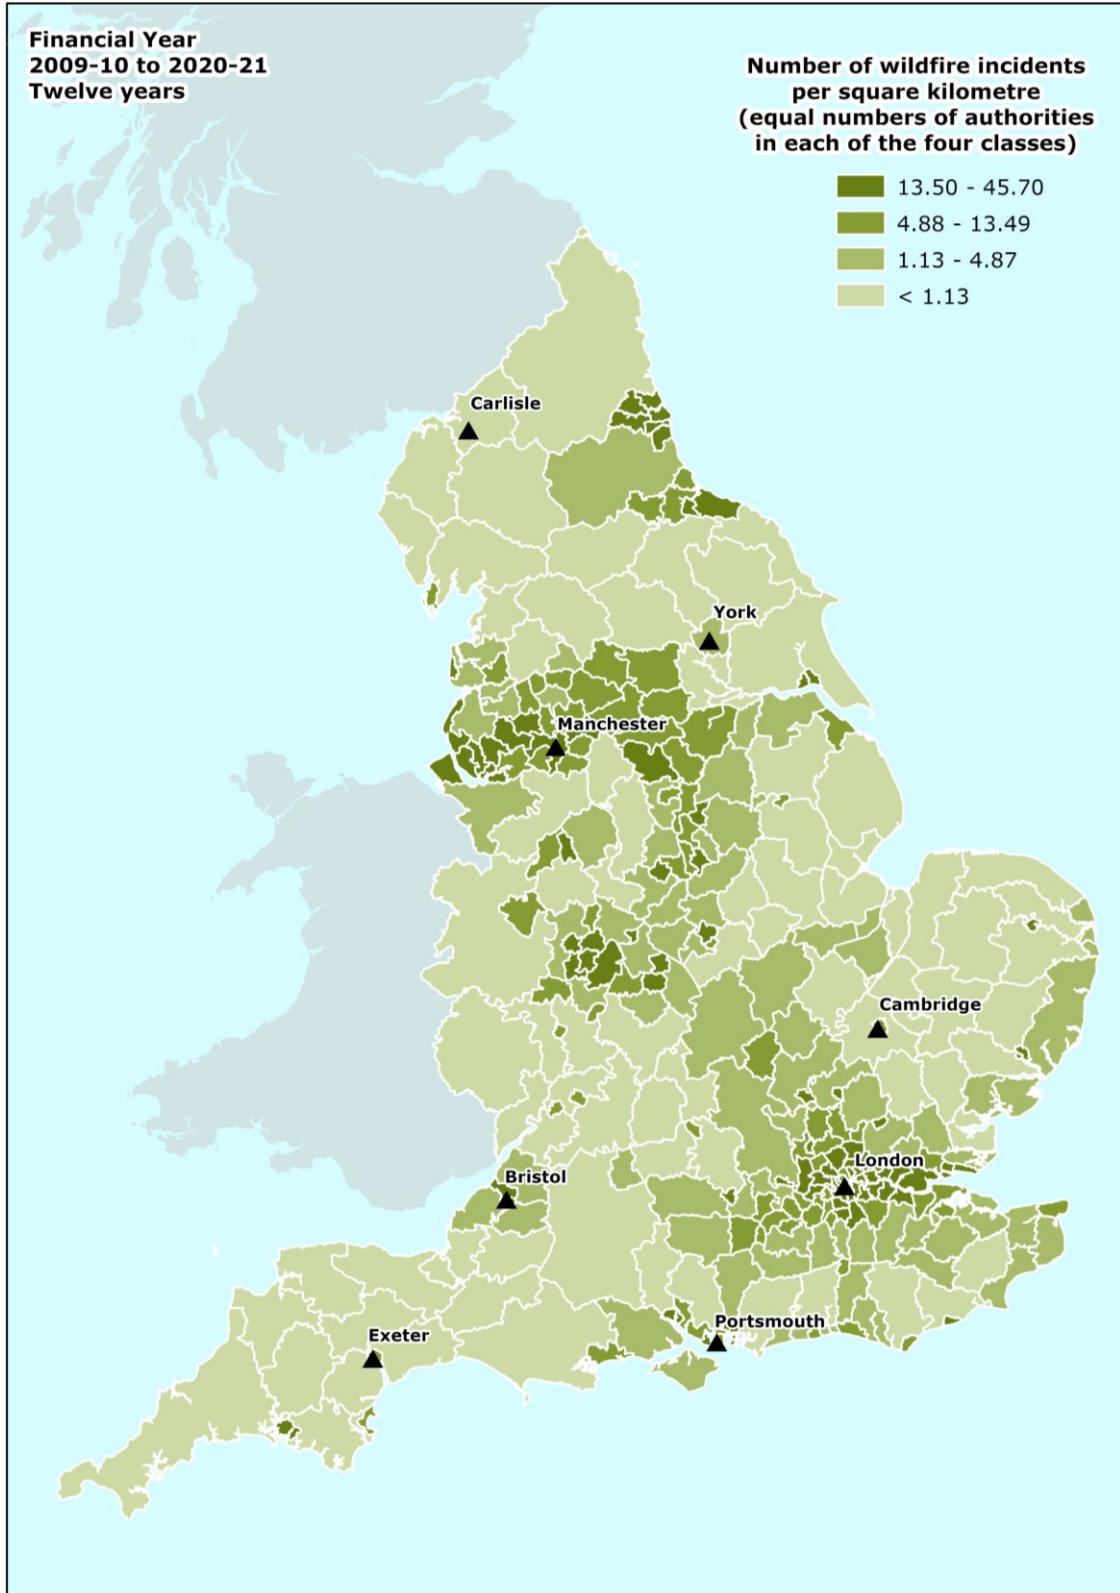 Financial Year
2009-10 to 2020-21
Twelve years
Number of wildfire incidents
per square kilometre
(equal numbers of authorities
in each of the four classes)
13.50 - 45.70
4.88 - 13.49
1.13 - 4.87
< 1.13
Carlisle
York
Manchester
Cambridge
London
Bristol
Portsmouth
Exeter